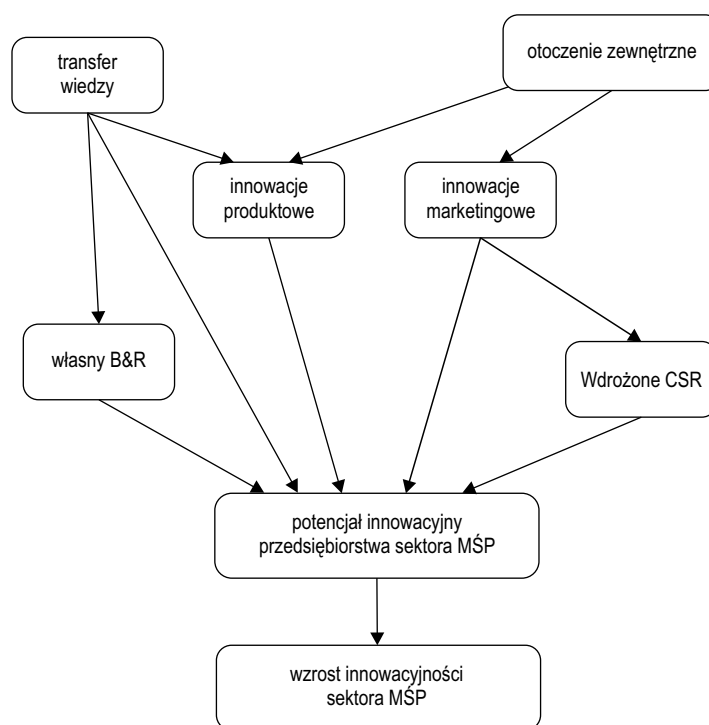 transfer
wiedzy
otoczenie zewnętrzne
innowacje
produktowe
innowacje
marketingowe
własny B&R
Wdrożone CSR
potencjał innowacyjny
przedsiębiorstwa sektora MŚP
wzrost innowacyjności
sektora MŚP